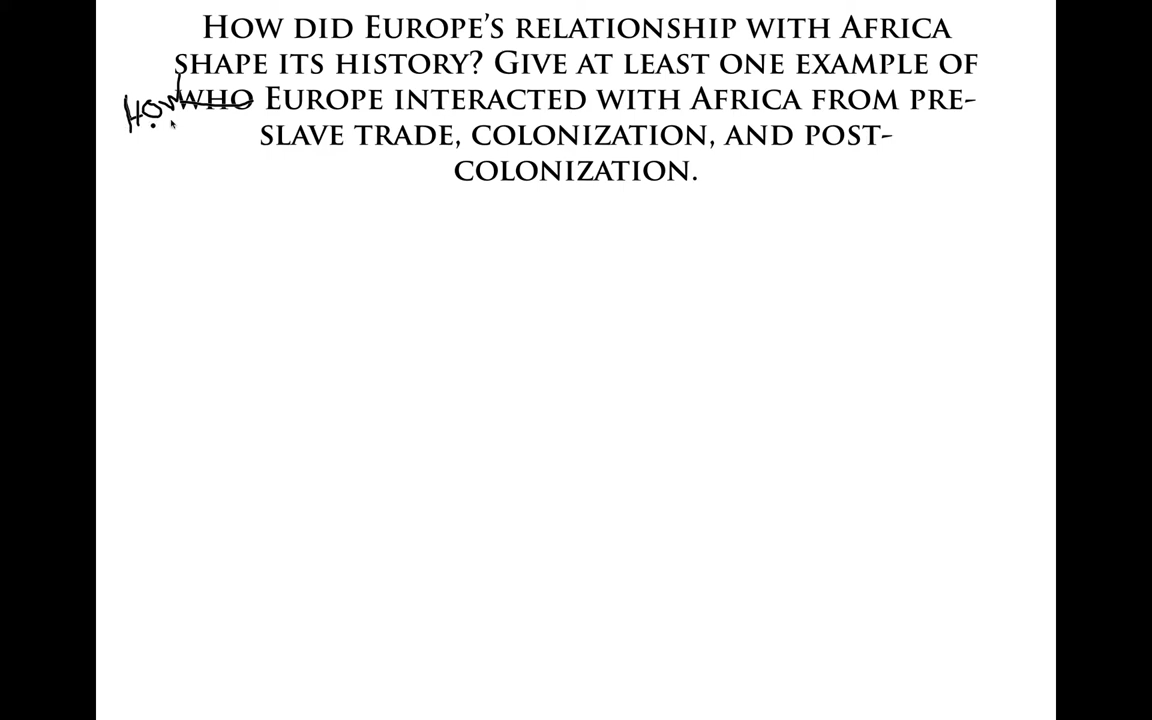 How did Europe’s relationship with Africa
shape its history? Give at least one example of
How who Europe interacted with Africa from pre-
slave trade, colonization, and post-
colonization.